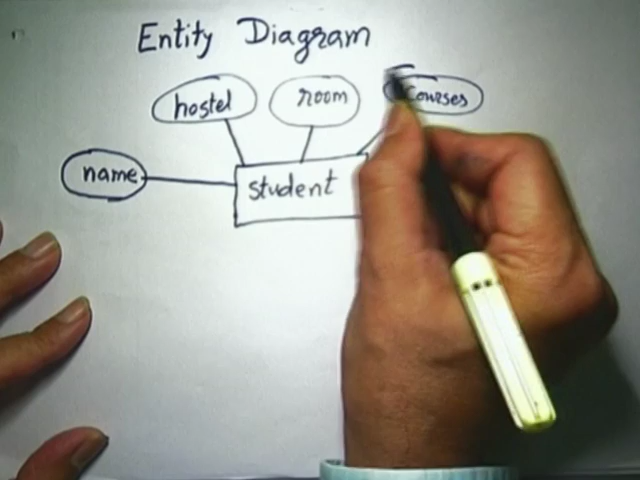 Entity Diagram
hostel
room
Courses
name
student